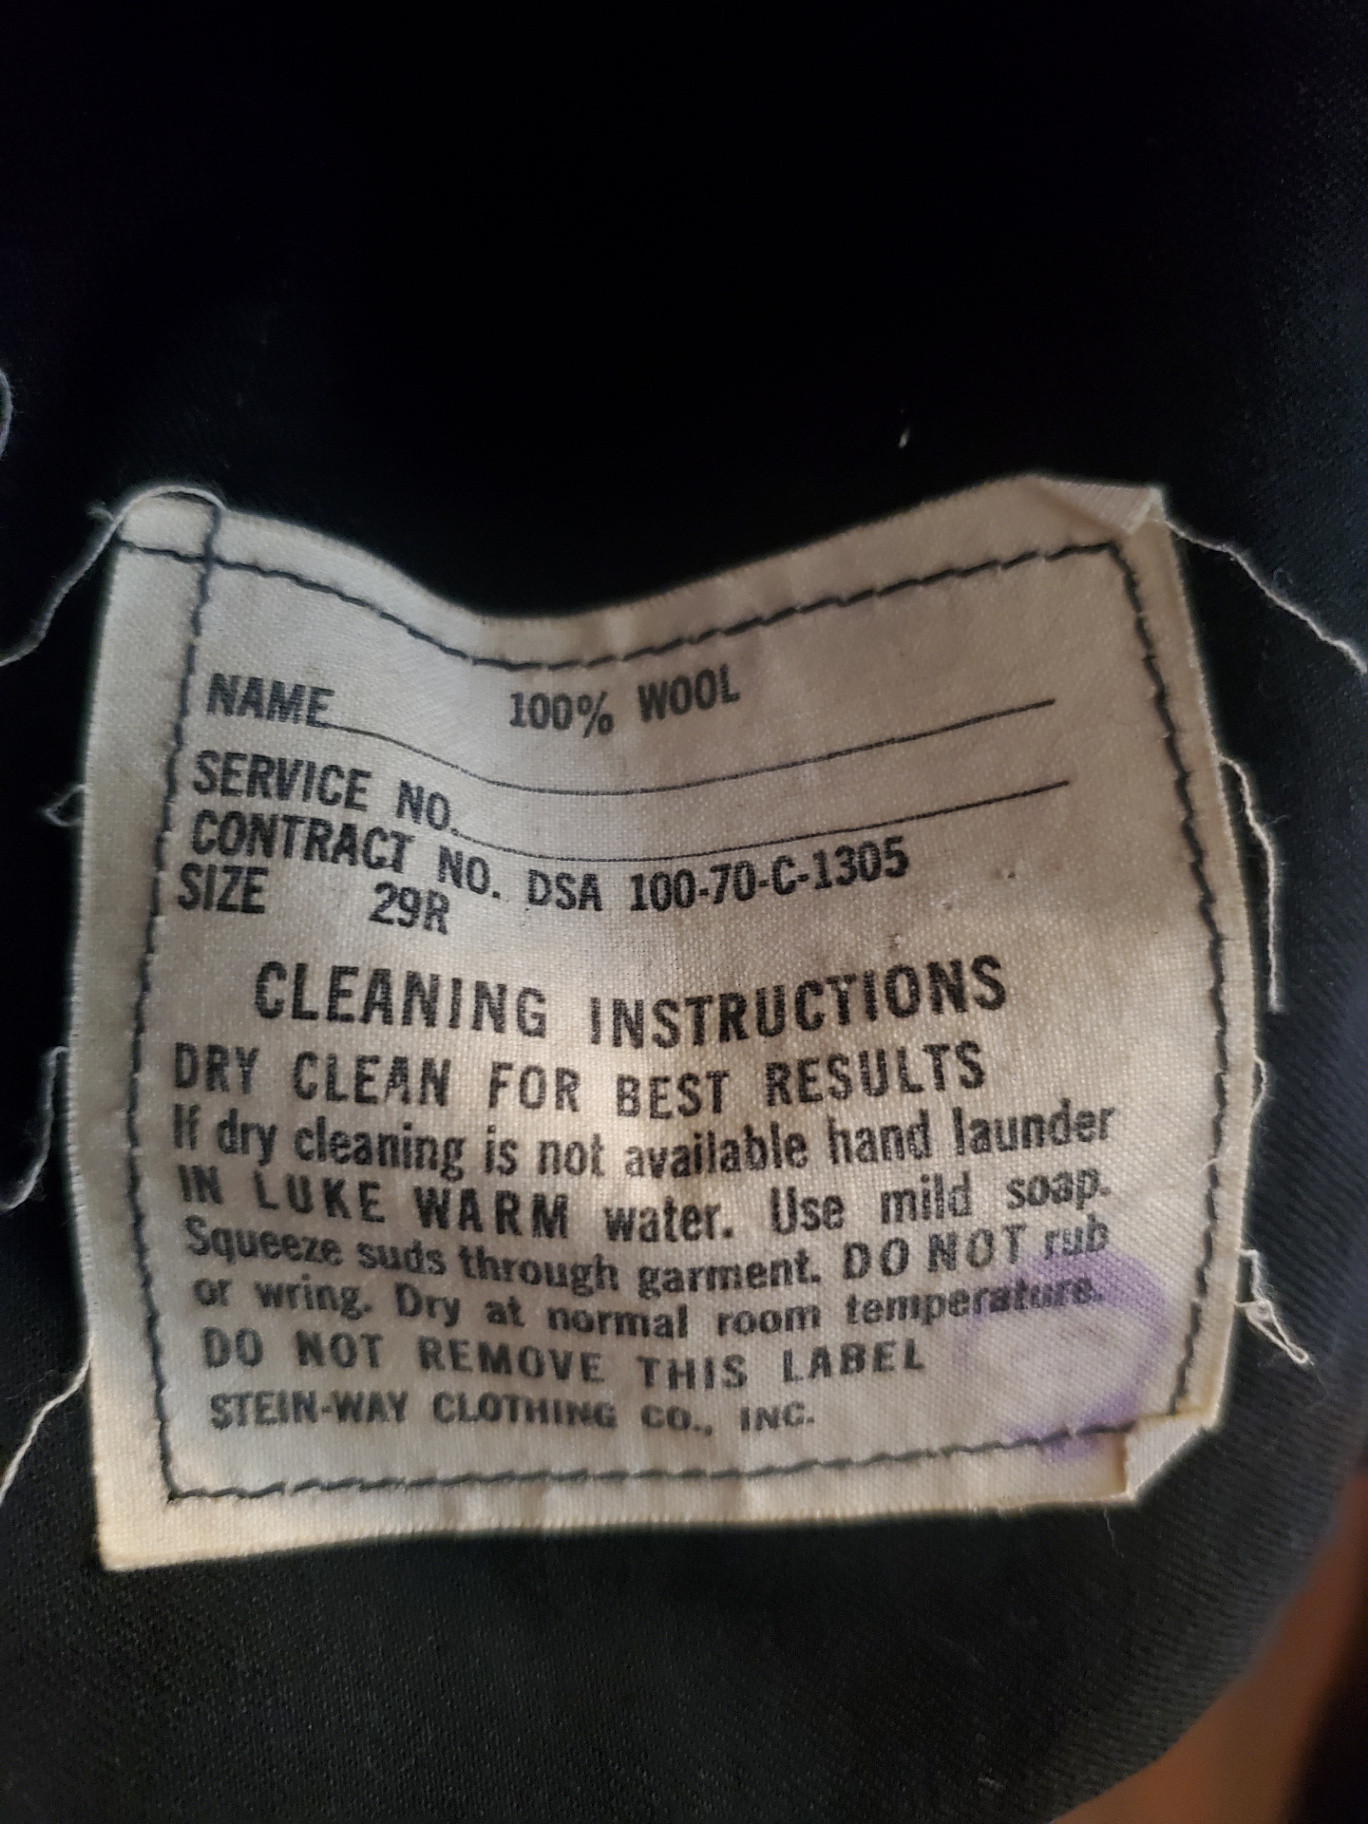 100% WOOL
NAME
SERVICE NO.
CONTRACT NO. DSA 100-70-C-1305
SIZE 29R
CLEANING INSTRUCTIONS
DRY CLEAN FOR BEST RESULTS
If dry cleaning is not available hand launder
IN LUKE WARM water. Use mild soap.
Squeeze suds through garment. DO NOT rub
or wring. Dry at normal room temperature.
DO NOT REMOVE THIS LABEL
STEIN-WAY CLOTHING CO., INC.